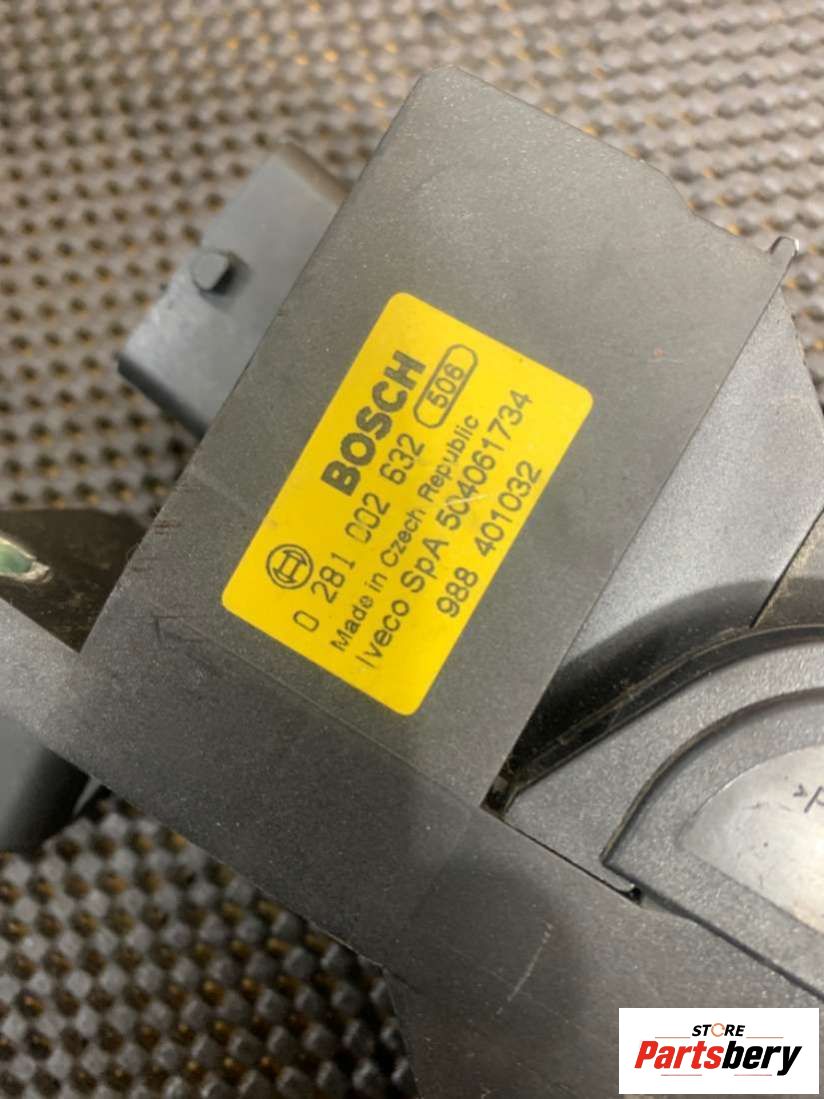 BOSCH
0 281 002 632 506
Made in Czech Republic
Iveco SpA 504061734
988 401032
STORE
Partsbery